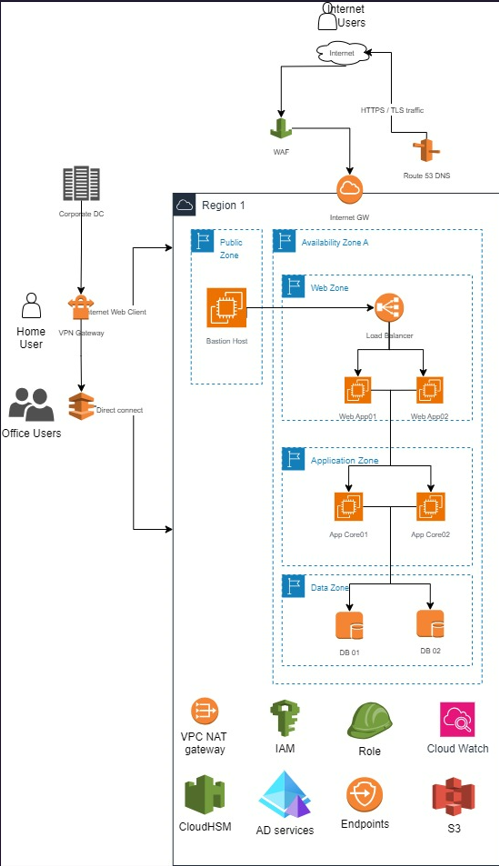 Internet
Users
Internet
HTTPS / TLS traffic
WAF
Route 53 DNS
Corporate DC
Internet GW
Region 1
Public
Zone
Availability Zone A
Web Zone
Bastion Host
Load Balancer
Home
User
nternet Web Client
VPN Gateway
Web App01
Web App02
Direct connect
Office Users
Application Zone
App Core01
App Core02
Data Zone
DB 01
DB 02
VPC NAT
gateway
IAM
Role
Cloud Watch
CloudHSM
AD services
Endpoints
S3